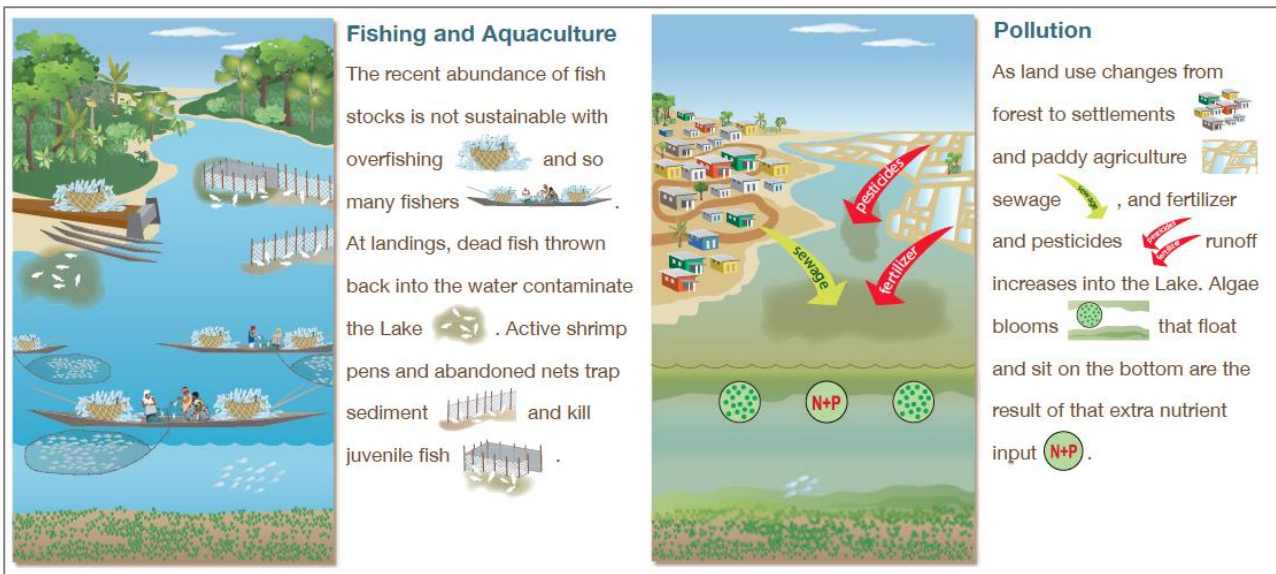 Fishing and Aquaculture
The recent abundance of fish
stocks is not sustainable with
overfishing and so
many fishers .
At landings, dead fish thrown
back into the water contaminate
the Lake . Active shrimp
pens and abandoned nets trap
sediment and kill
juvenile fish .
pesticides
sewage
fertilizer
N+P
Pollution
As land use changes from
forest to settlements
and paddy agriculture
sewage sewage , and fertilizer
and pesticides pesticides fertilizer runoff
increases into the Lake. Algae
blooms that float
and sit on the bottom are the
result of that extra nutrient
input N+P .